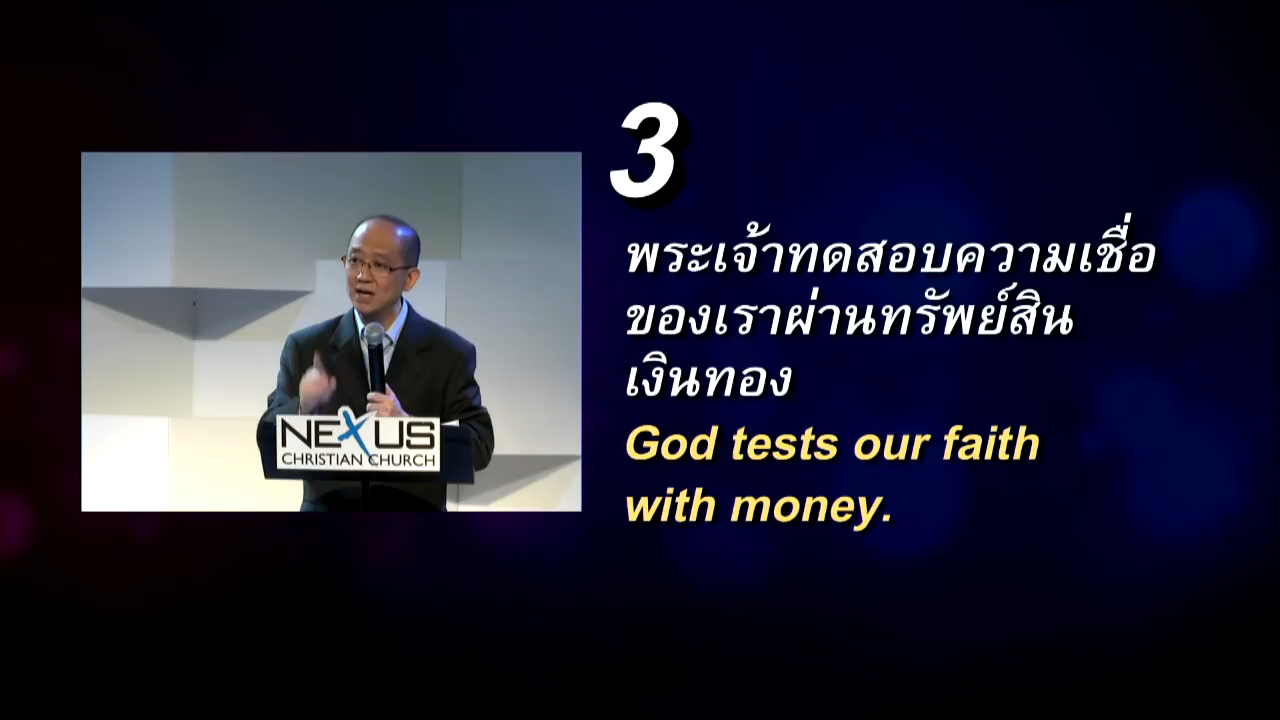 NEXUS
CHRISTIAN CHURCH
3
พระเจ้าทดสอบความเชื่อ
ของเราผ่านทรัพย์สิน
เงินทอง
God tests our faith
with money.